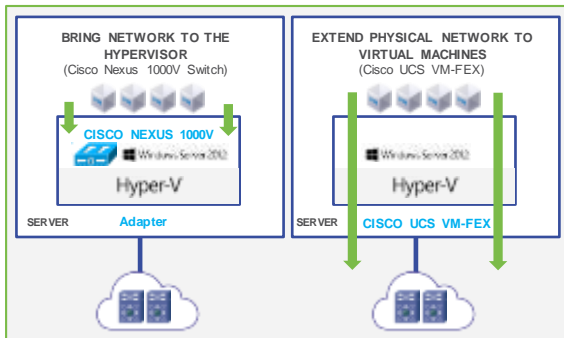 BRING NETWORK TO THE
HYPERVISOR
(Cisco Nexus 1000V Switch)
CISCO NEXUS 1000V
Windows Server 2012
Hyper-V
SERVER
Adapter
EXTEND PHYSICAL NETWORK TO
VIRTUAL MACHINES
(Cisco UCS VM-FEX)
Windows Server 2012
Hyper-V
SERVER
CISCO UCS VM-FEX